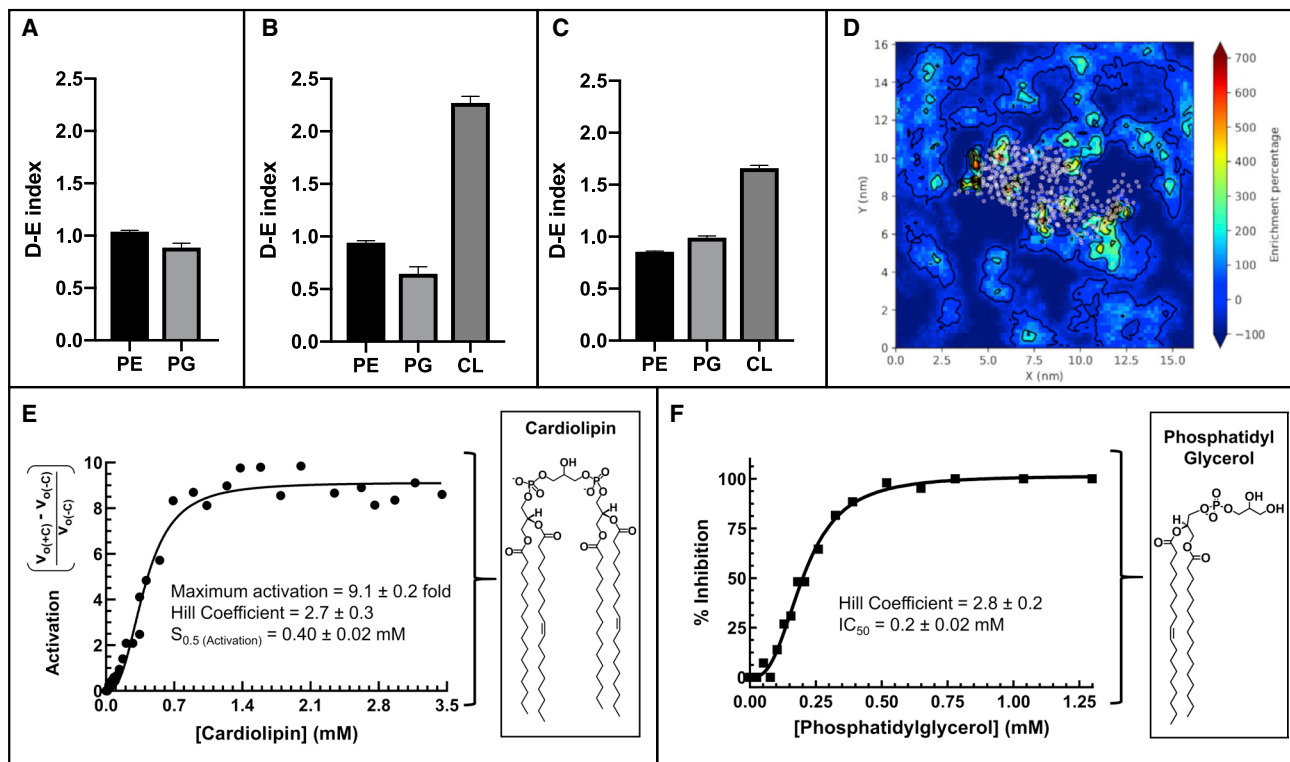 A
D-E index
2.5
2.0
1.5
1.0
0.5
0.0
PE PG
B
D-E index
2.5
2.0
1.5
1.0
0.5
0.0
PE PG CL
C
D-E index
2.5
2.0
1.5
1.0
0.5
0.0
PE PG CL
D
Y (nm)
16
14
12
10
8
6
4
2
0
0.0 2.5 5.0 7.5 10.0 12.5 15.0
X (nm)
700
600
500
400
300
200
100
0
−100
Enrichment percentage
E
Activation
Vo(+C) - Vo(-C)
Vo(-C)
10
8
6
4
2
0
0 0.7 1.4 2.1 2.8 3.5
[Cardiolipin] (mM)
Maximum activation = 9.1 ± 0.2 fold
Hill Coefficient = 2.7 ± 0.3
S0.5 (Activation) = 0.40 ± 0.02 mM
Cardiolipin
OH
O O O O
P P
-O O -O O
O O
H H
O O O O
O O
O O
F
% Inhibition
100
75
50
25
0
0.00 0.25 0.50 0.75 1.00 1.25
[Phosphatidylglycerol] (mM)
Hill Coefficient = 2.8 ± 0.2
IC50 = 0.2 ± 0.02 mM
Phosphatidyl
Glycerol
O OH
O P O OH
H -O
O O
O O